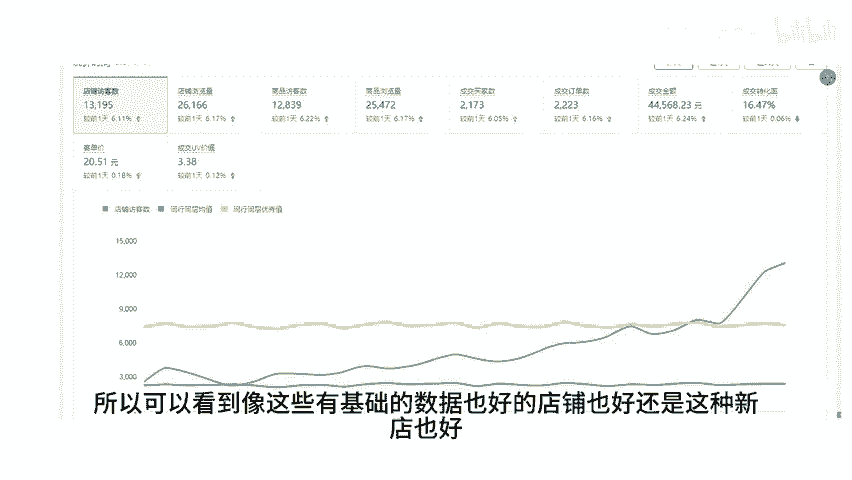 店铺访客数 店铺浏览量 商品访客数 商品浏览量 成交买家数 成交订单数 成交金额 成交转化率
13,195 26,166 12,839 25,472 2,173 2,223 44,568.23 元 16.47%
较前1天 6.11% 较前1天 6.17% 较前1天 6.22% 较前1天 6.17% 较前1天 6.05% 较前1天 6.16% 较前1天 6.24% 较前1天 0.06%
客单价 成交UV价值
20.51 元 3.38
较前1天 0.18% 较前1天 0.12%
店铺访客数 同行同层均值 同行同层优秀值
15,000
12,000
9,000
6,000
3,000
所以可以看到像这些有基础的数据也好的店铺也好还是这种新
店也好